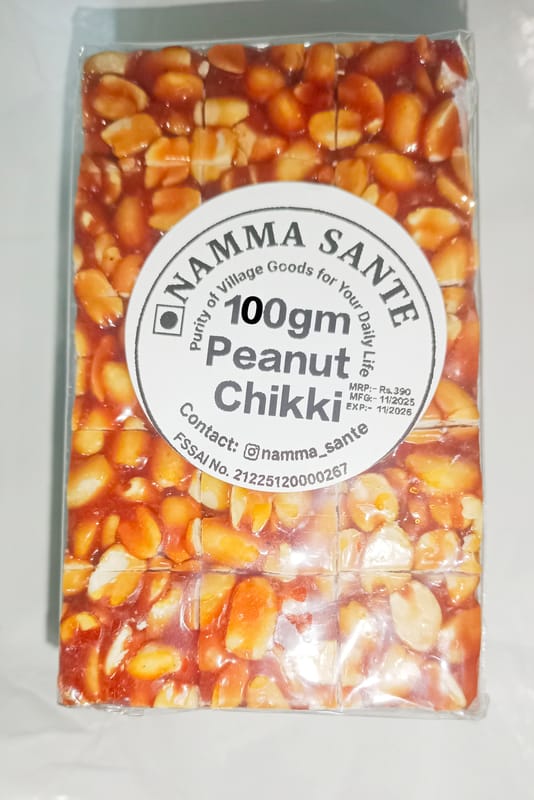 NAMMA SANTE
Purity of Village Goods for Your Daily Life
100gm
Peanut
Chikki
MRP:- Rs.390
MFG:- 11/2025
EXP:- 11/2026
Contact: namma_sante
FSSAI No. 21225120000267